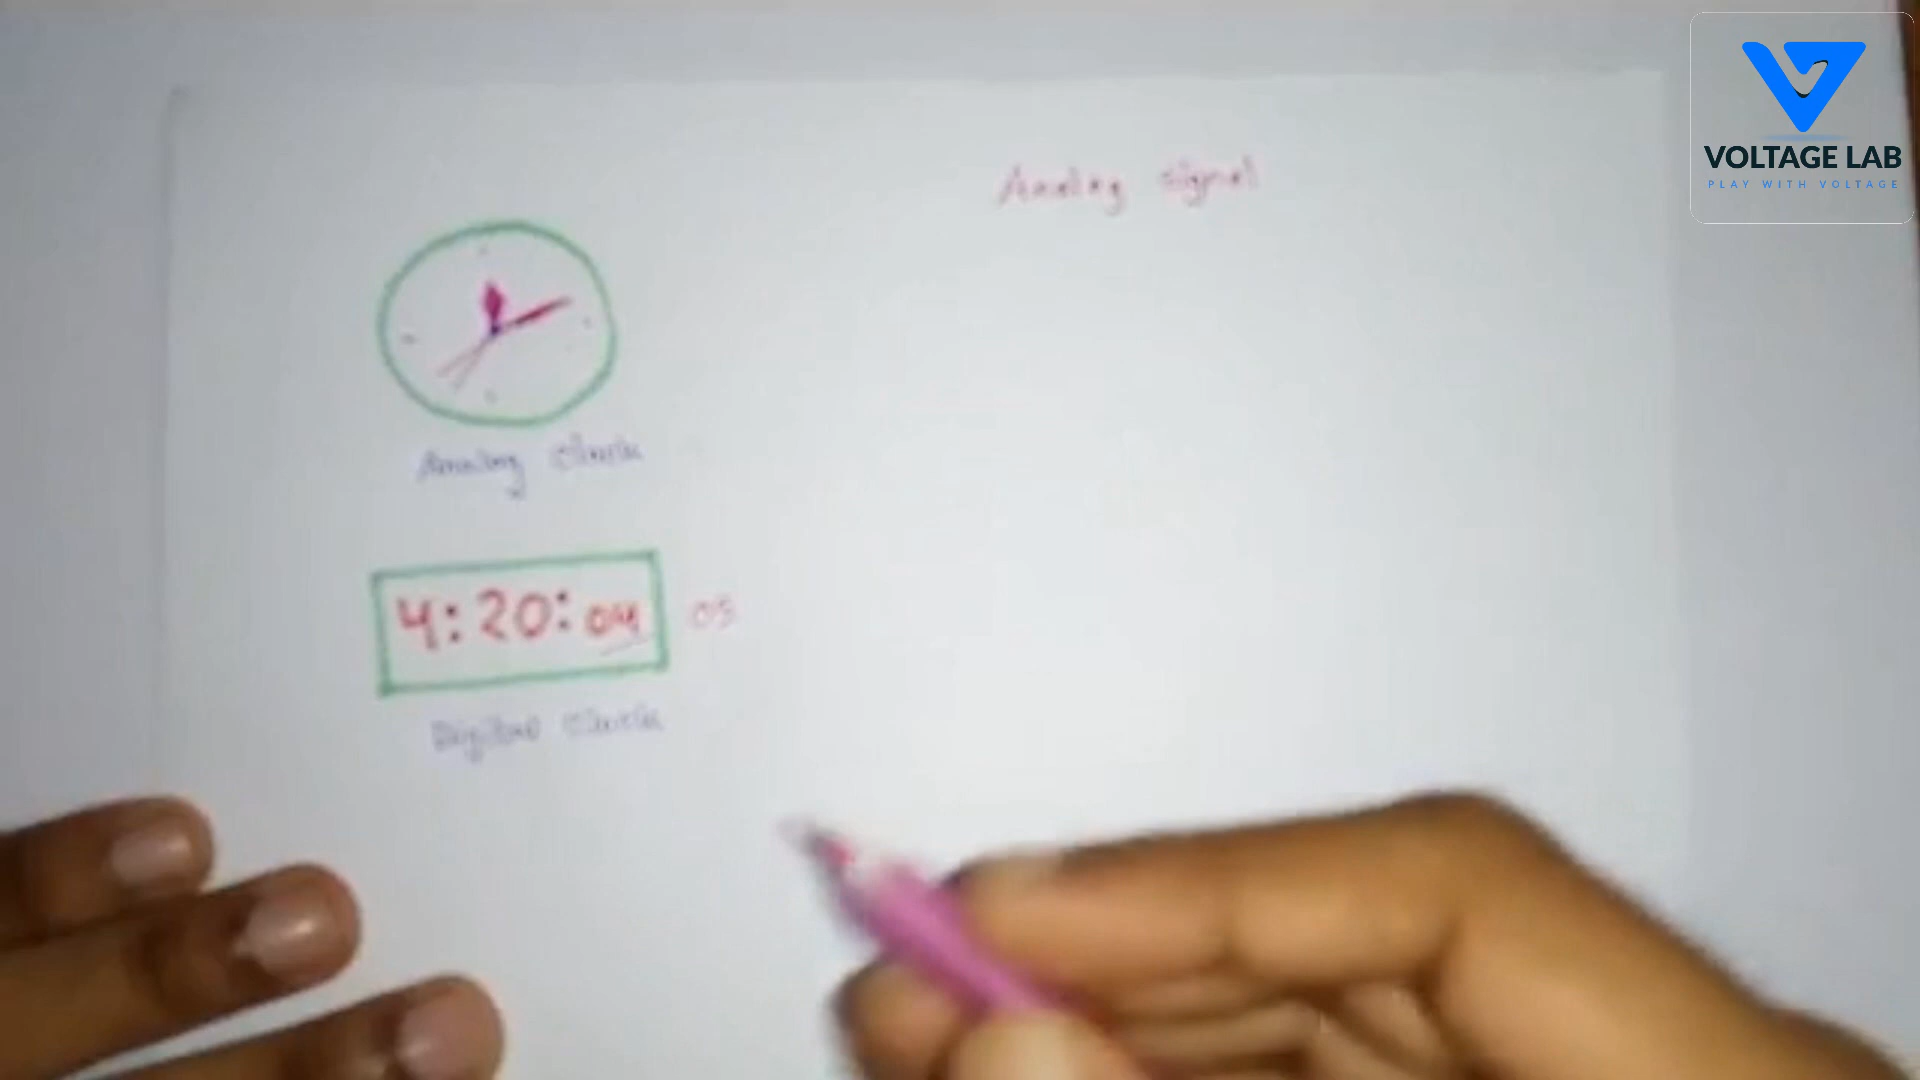 VOLTAGE LAB
PLAY WITH VOLTAGE
Analog signal
Analog Clock
4:20:04 05
Digital Clock